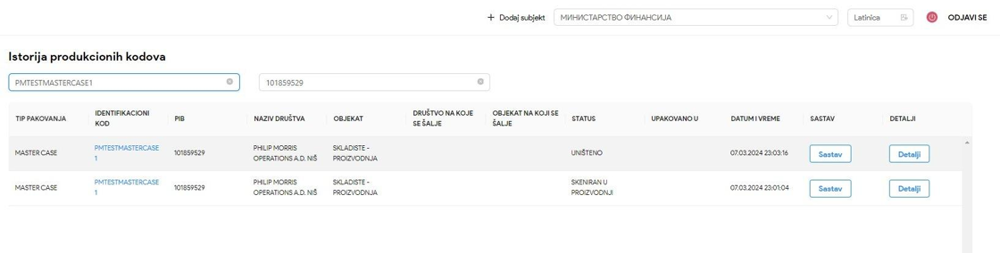 + Dodaj subjekt МИНИСТАРСТВО ФИНАНСИЈА Latinica ODJAVI SE
Istorija produkcionih kodova
PMTESTMASTERCASE1 101859529
TIP PAKOVANJA IDENTIFIKACIONI KOD PIB NAZIV DRUŠTVA OBJEKAT DRUŠTVO NA KOJE SE ŠALJE OBJEKAT NA KOJI SE ŠALJE STATUS UPAKOVANO U DATUM I VREME SASTAV DETALJI
MASTER CASE PMTESTMASTERCASE1 101859529 PHILIP MORRIS OPERATIONS A.D. NIŠ SKLADISTE - PROIZVODNJA UNIŠTENO 07.03.2024 23:03:16 Sastav Detalji
MASTER CASE PMTESTMASTERCASE1 101859529 PHILIP MORRIS OPERATIONS A.D. NIŠ SKLADISTE - PROIZVODNJA SKENIRAN U PROIZVODNJI 07.03.2024 23:01:04 Sastav Detalji